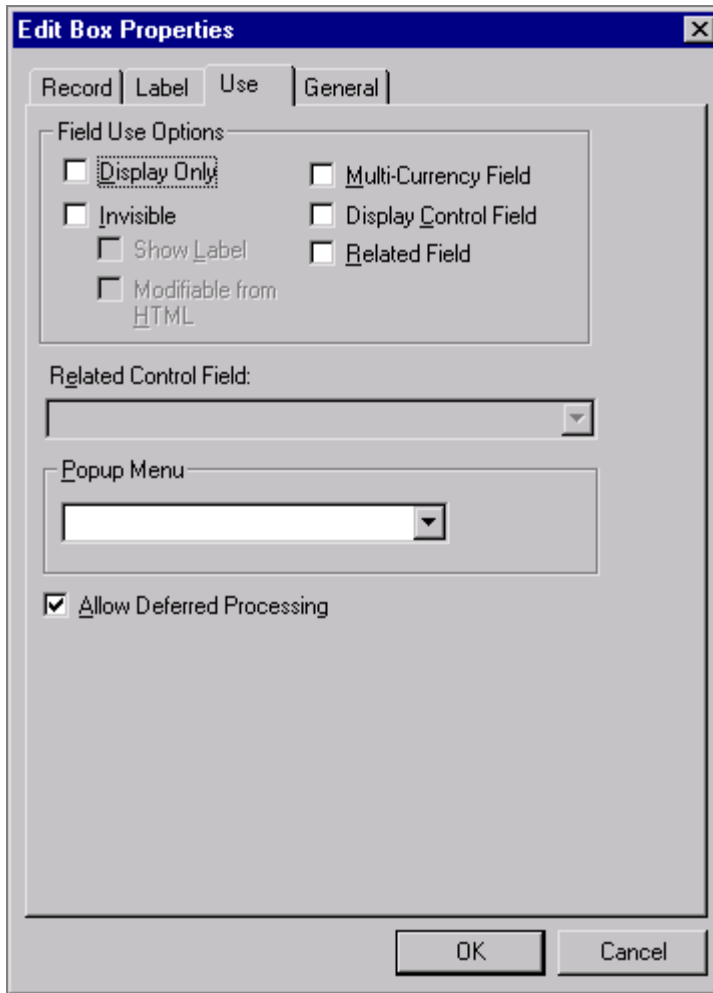 Edit Box Properties
Record Label Use General
Field Use Options
Display Only
Multi-Currency Field
Invisible
Display Control Field
Show Label
Related Field
Modifiable from
HTML
Related Control Field:
Popup Menu
Allow Deferred Processing
OK Cancel